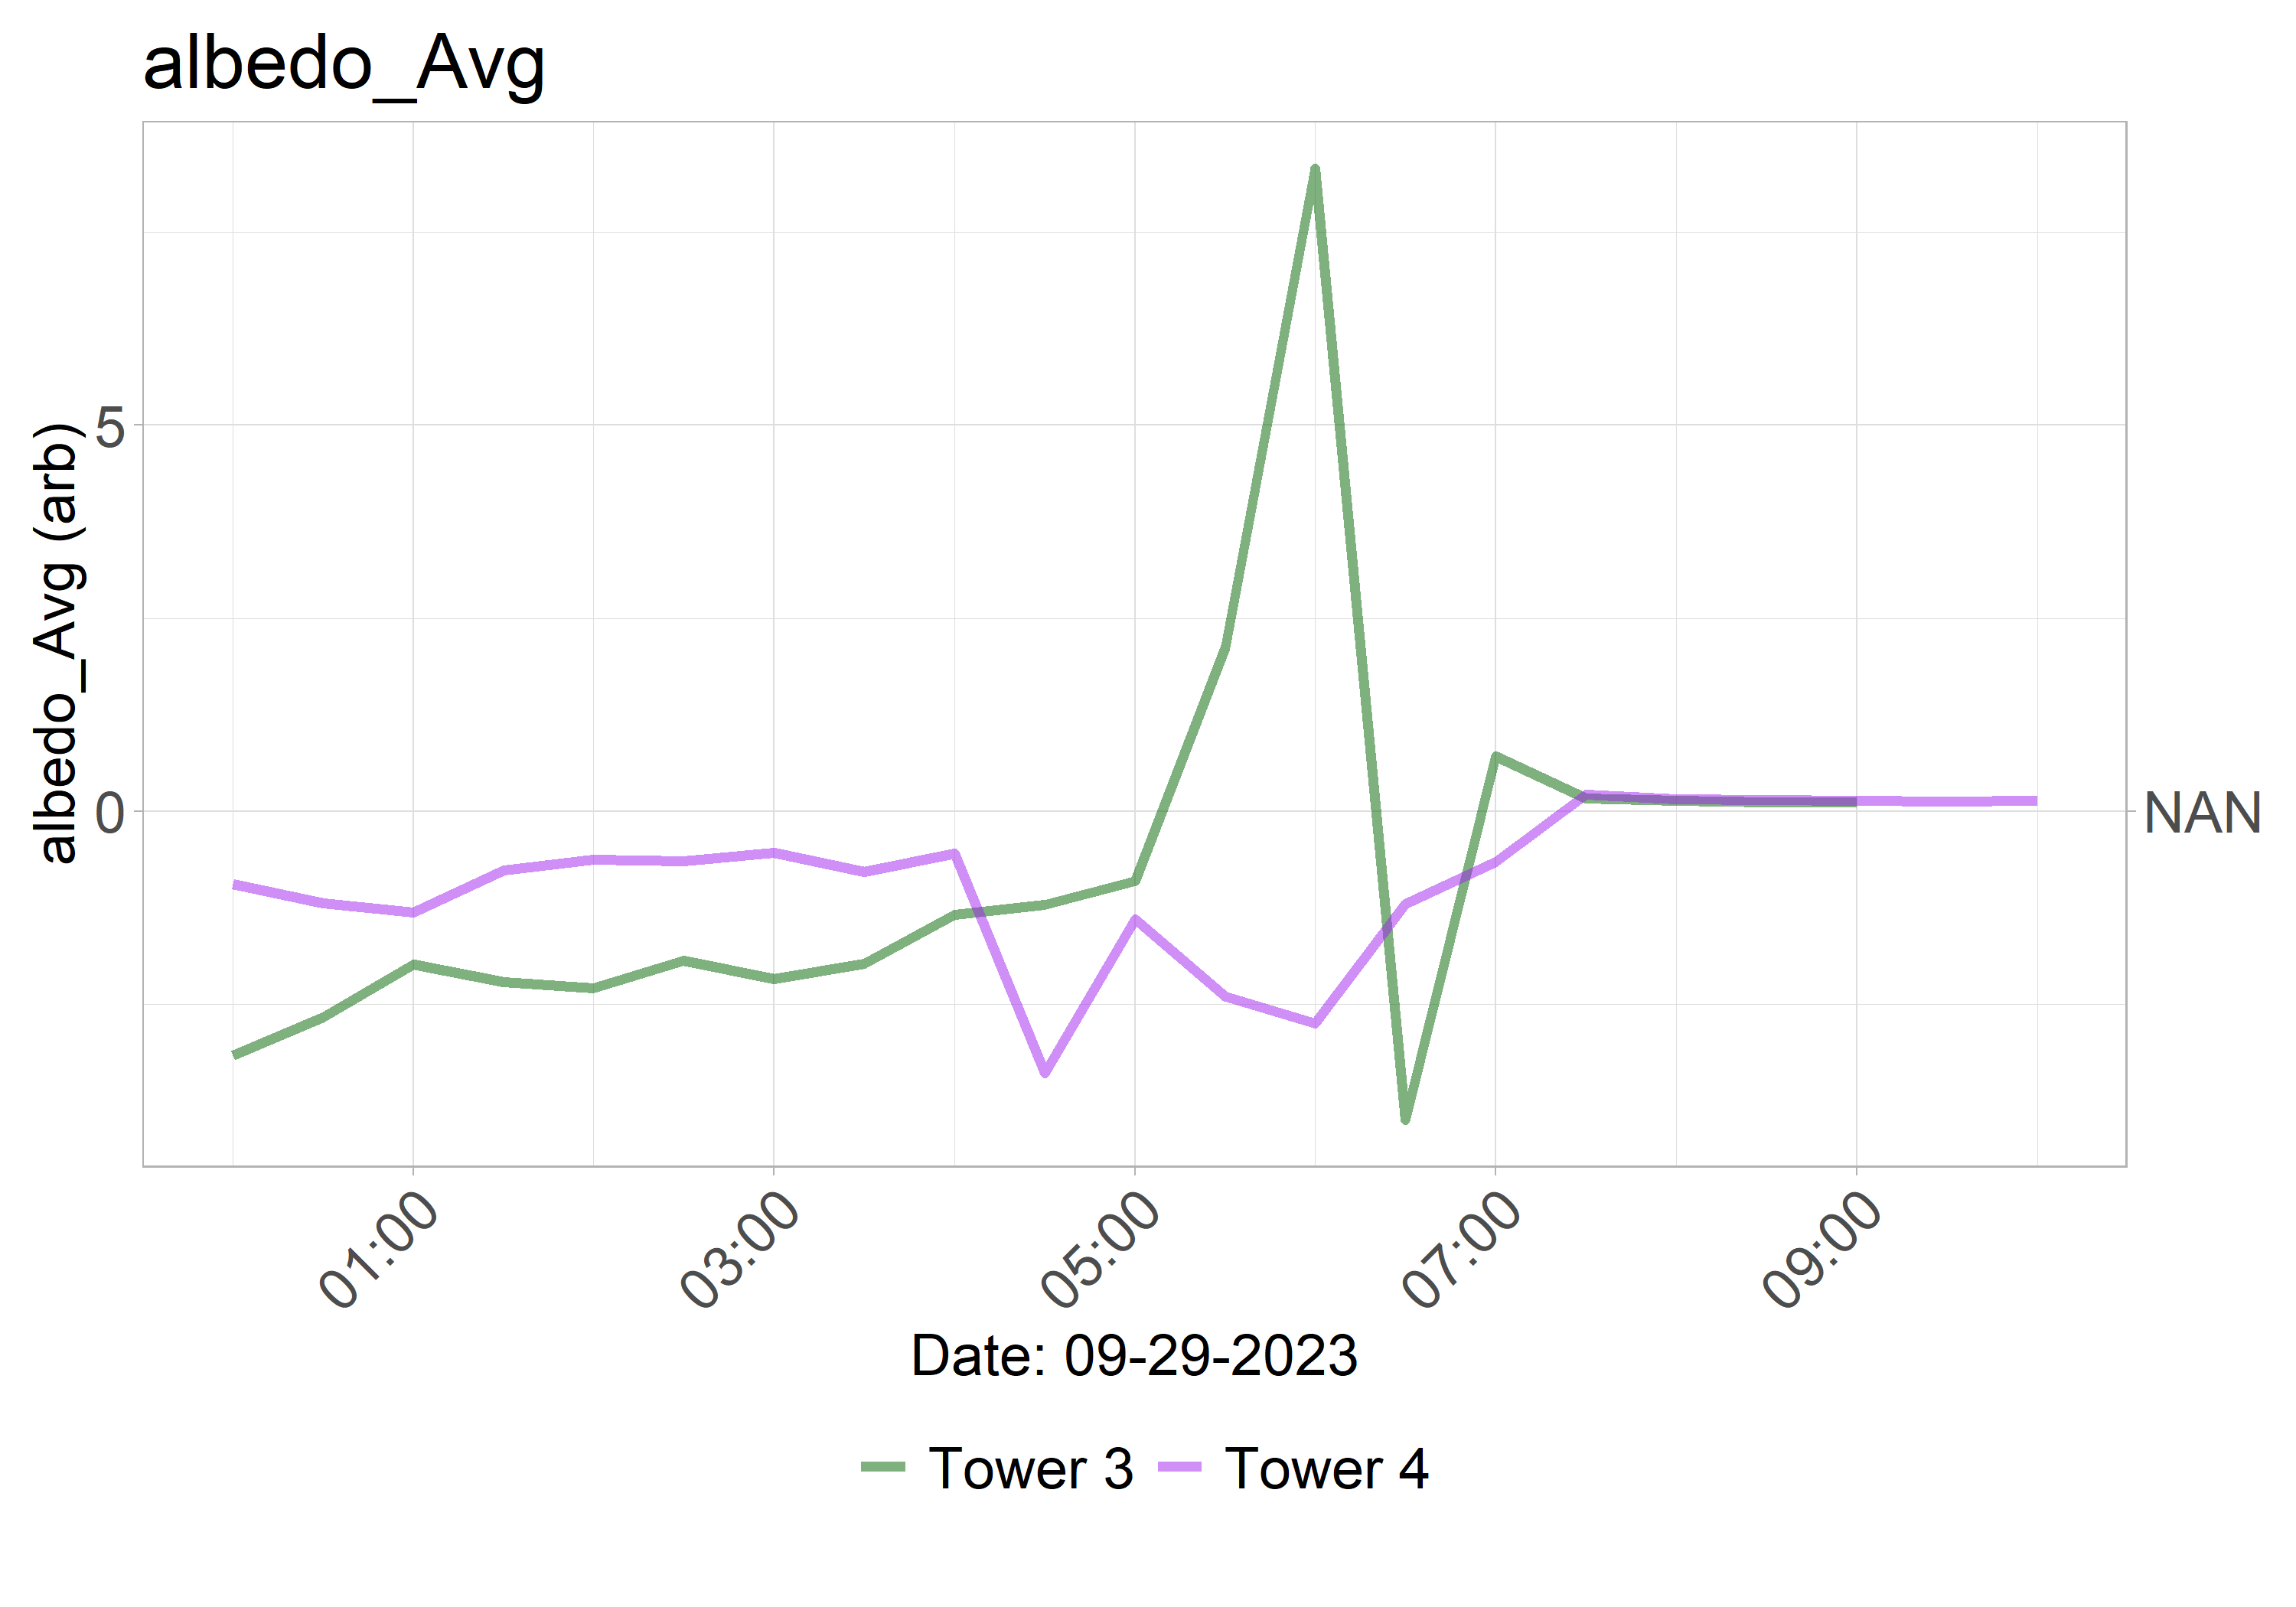 albedo_Avg
albedo_Avg (arb)
5
0
NAN
01:00
03:00
05:00
07:00
09:00
Date: 09-29-2023
Tower 3
Tower 4